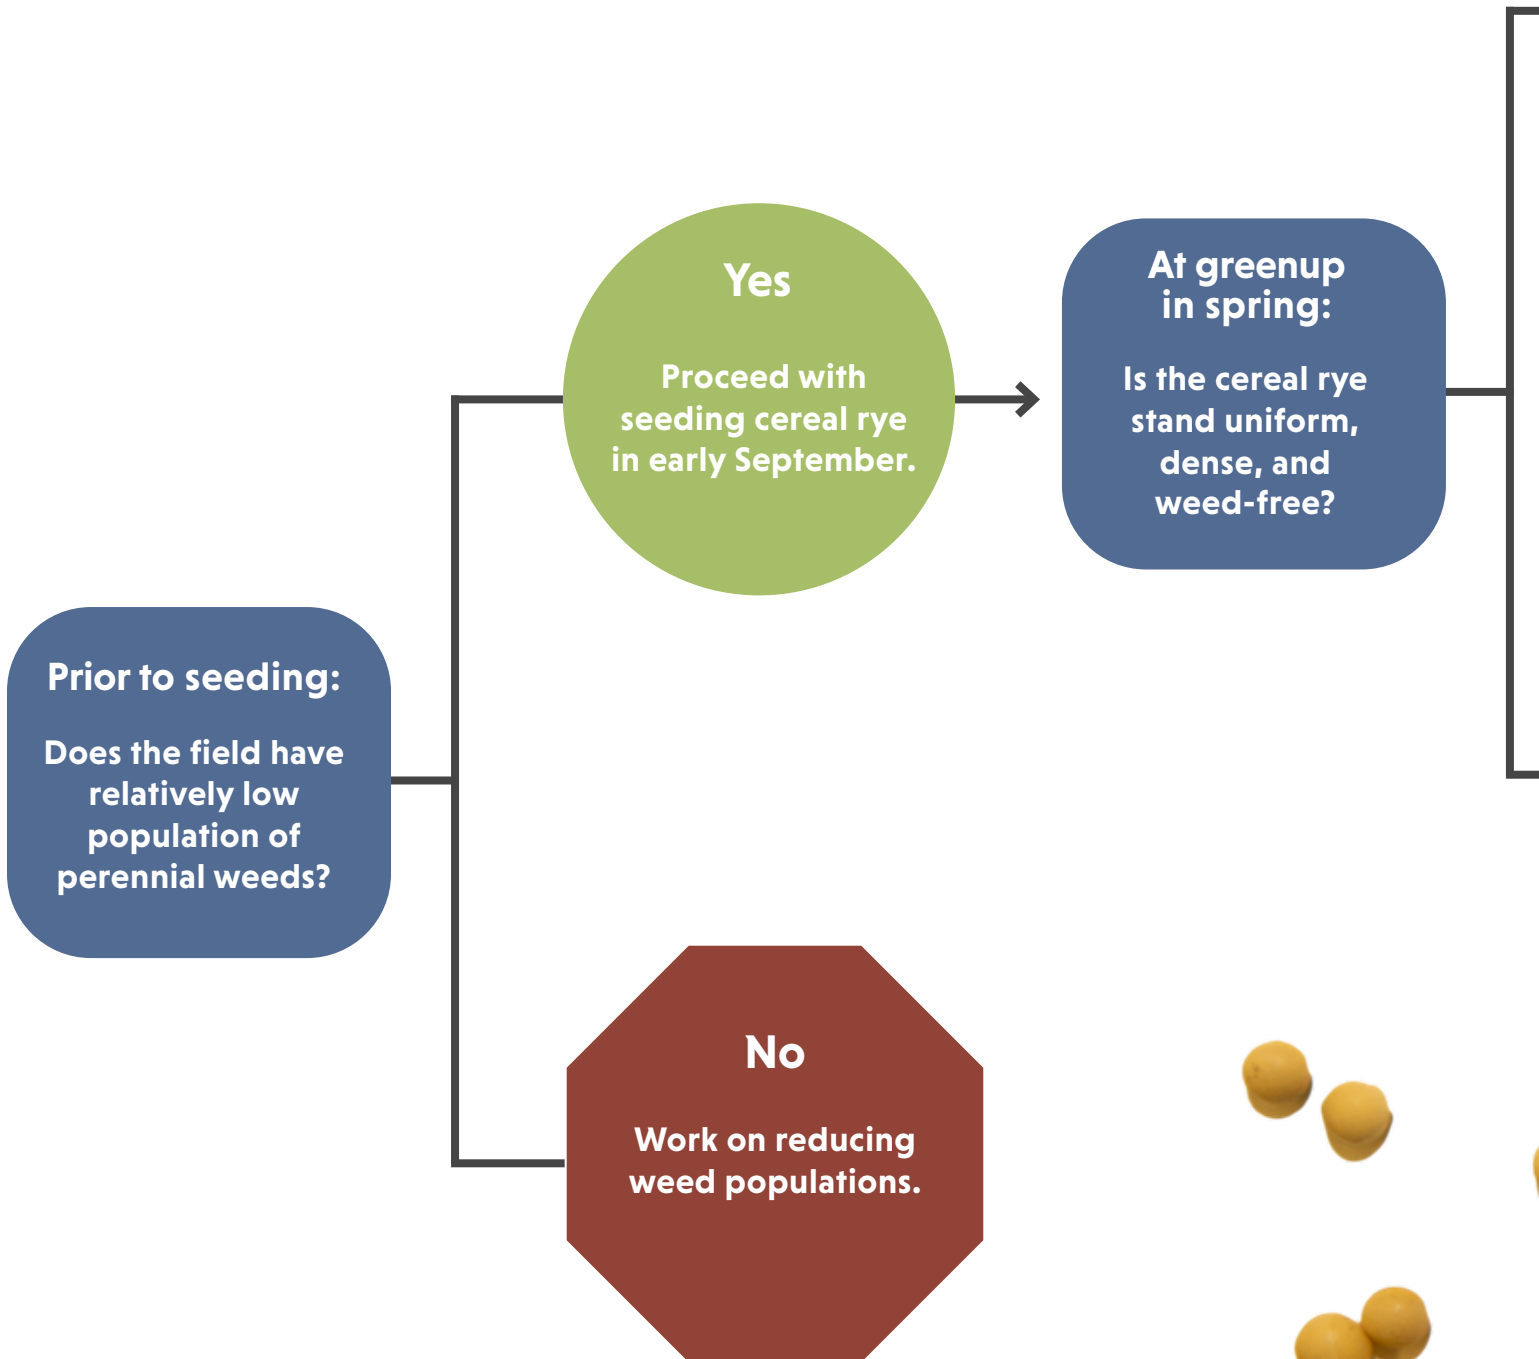 Prior to seeding:
Does the field have
relatively low
population of
perennial weeds?
Yes
Proceed with
seeding cereal rye
in early September.
At greenup
in spring:
Is the cereal rye
stand uniform,
dense, and
weed-free?
No
Work on reducing
weed populations.